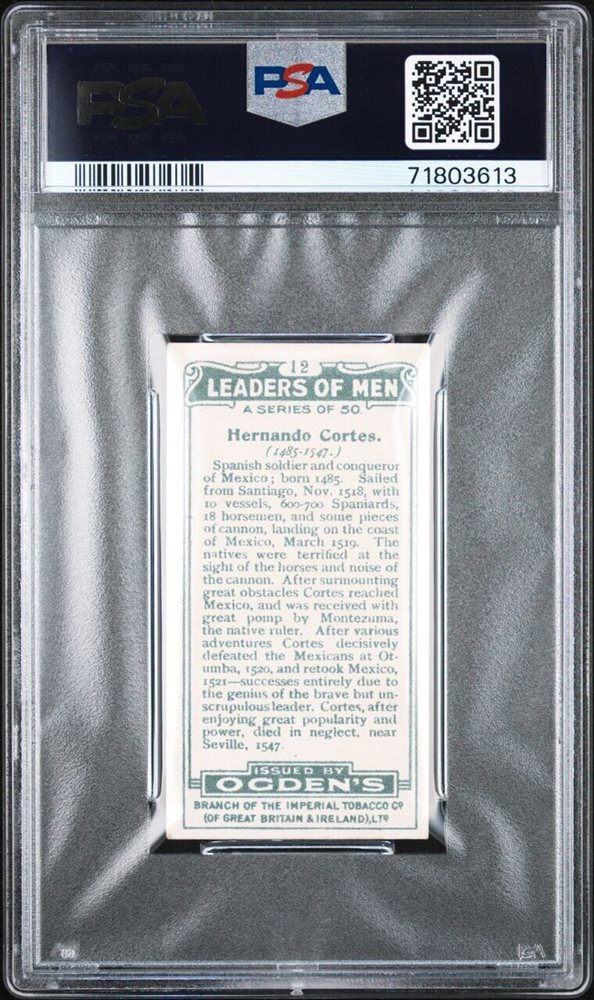 PSA
PSA
71803613
12
LEADERS OF MEN
A SERIES OF 50.
Hernando Cortes.
(1485-1547.)
Spanish soldier and conqueror
of Mexico; born 1485. Sailed
from Santiago, Nov. 1518, with
10 vessels, 600-700 Spaniards,
18 horsemen, and some pieces
of cannon, landing on the coast
of Mexico, March 1519. The
natives were terrified at the
sight of the horses and noise of
the cannon. After surmounting
great obstacles Cortes reached
Mexico, and was received with
great pomp by Montezuma,
the native ruler. After various
adventures Cortes decisively
defeated the Mexicans at Ot-
umba, 1520, and retook Mexico,
1521—successes entirely due to
the genius of the brave but un-
scrupulous leader. Cortes, after
enjoying great popularity and
power, died in neglect, near
Seville, 1547.
ISSUED BY
OGDEN'S
BRANCH OF THE IMPERIAL TOBACCO Cº
(OF GREAT BRITAIN & IRELAND), LTD